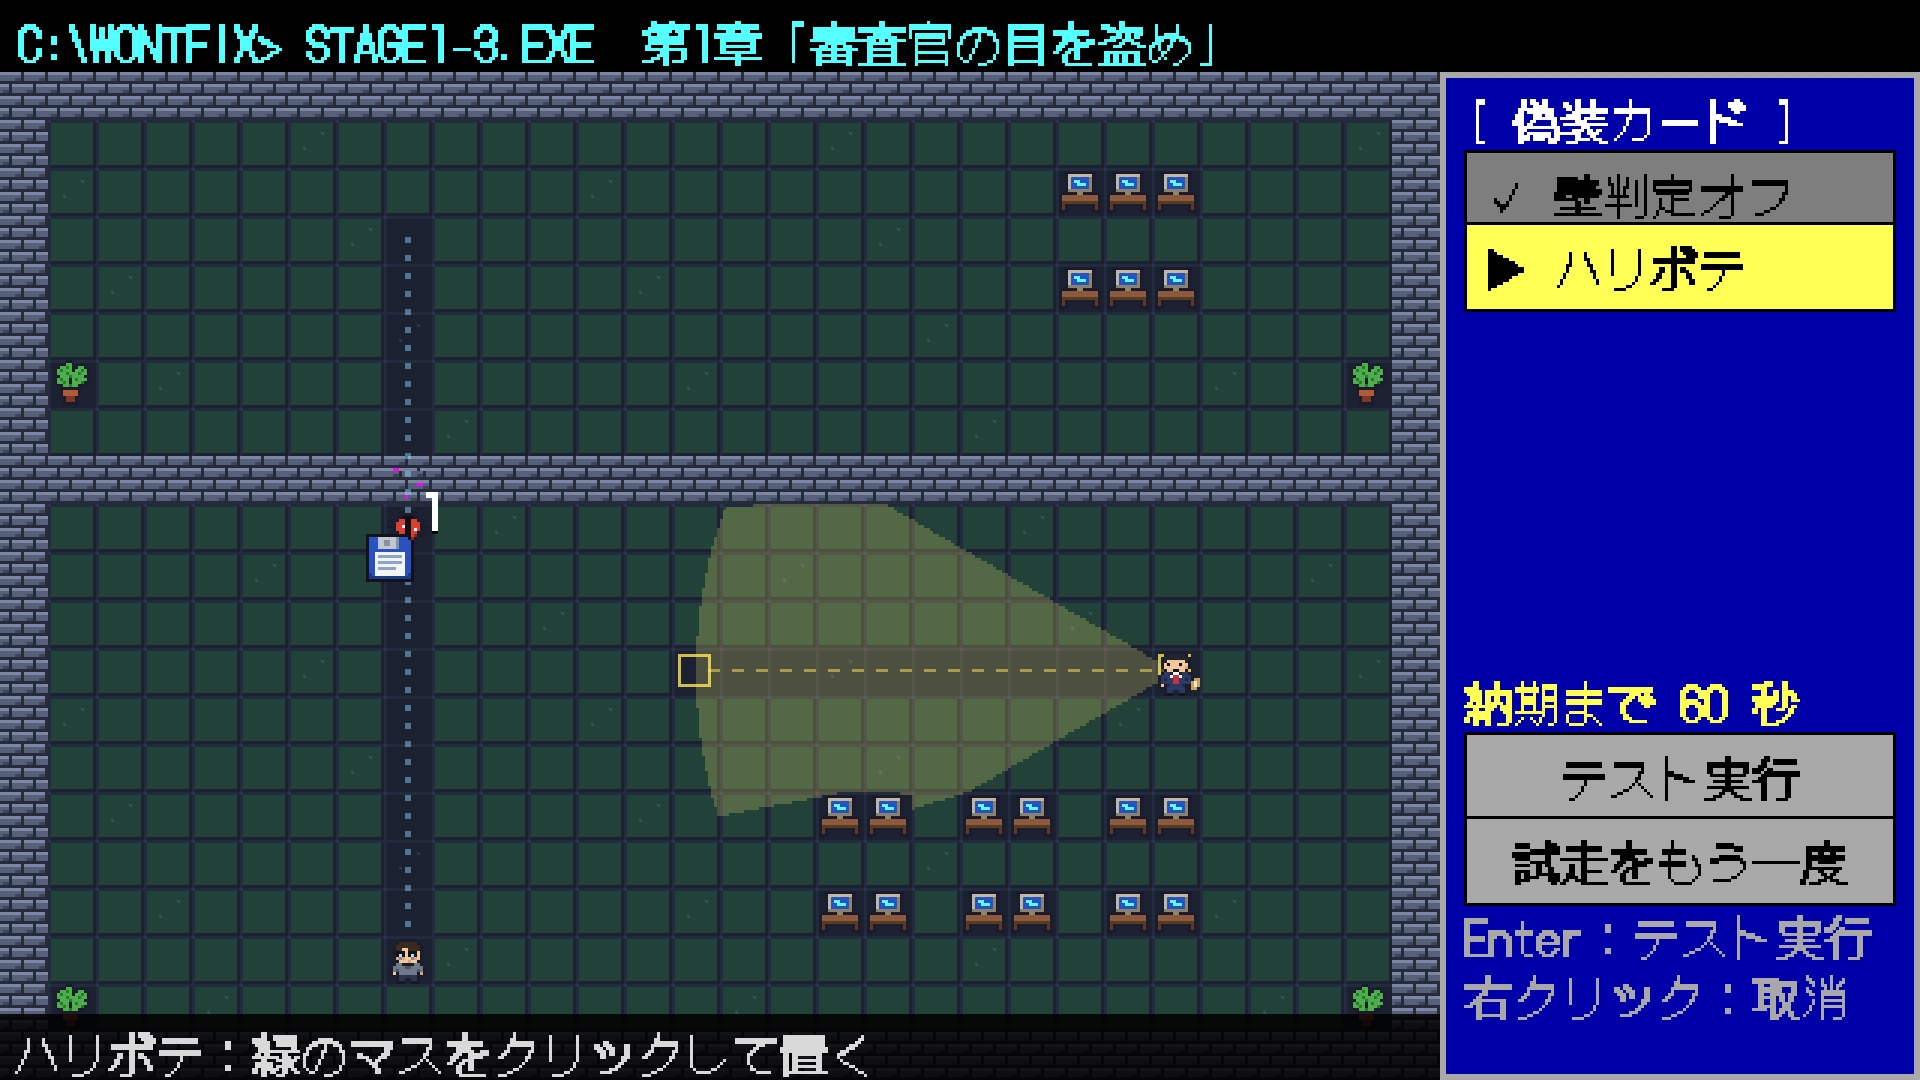 C:\WONTFIX> STAGE1-3.EXE 第1章「審査官の目を盗め」
[ 偽装カード ]
✓ 壁判定オフ
▶ ハリボテ
1
納期まで 60 秒
テスト実行
試走をもう一度
Enter：テスト実行
右クリック：取消
ハリボテ：緑のマスをクリックして置く